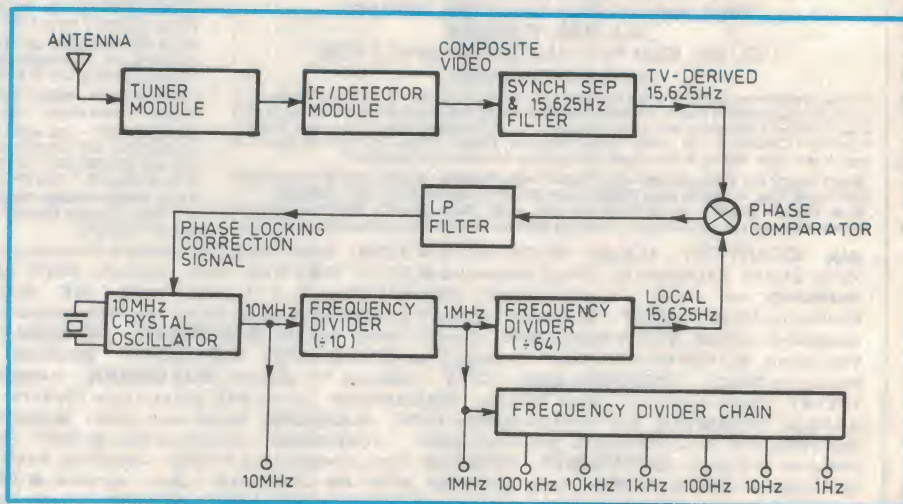 ANTENNA
TUNER
MODULE
IF/DETECTOR
MODULE
COMPOSITE
VIDEO
SYNCH SEP
& 15,625Hz
FILTER
TV-DERIVED
15,625Hz
LP
FILTER
PHASE
COMPARATOR
PHASE LOCKING
CORRECTION
SIGNAL
10MHz
CRYSTAL
OSCILLATOR
10MHz
FREQUENCY
DIVIDER
(÷10)
1MHz
FREQUENCY
DIVIDER
(÷64)
LOCAL
15,625Hz
FREQUENCY DIVIDER CHAIN
10MHz
1MHz
100kHz
10kHz
1kHz
100Hz
10Hz
1Hz